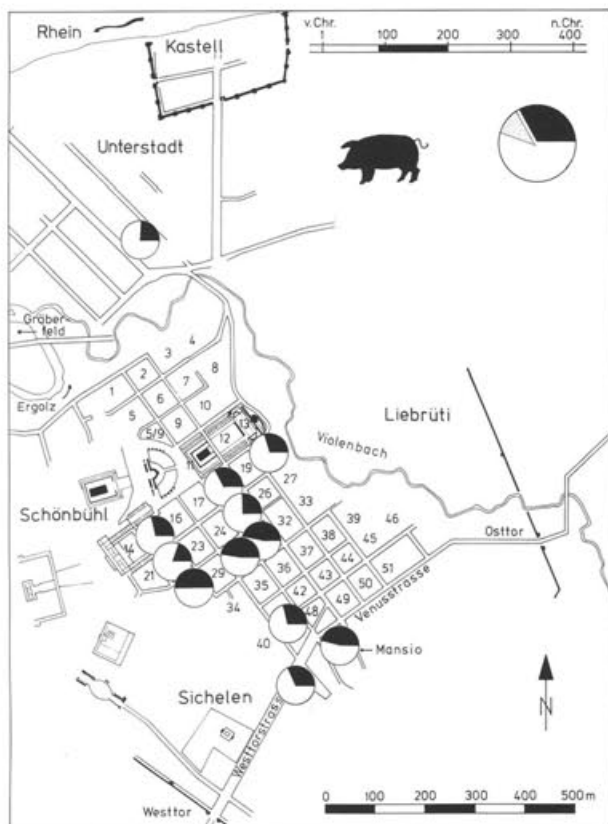 Rhein
Kastell
v. Chr. n. Chr.
1 100 200 300 400
Unterstadt
Gräber-
feld
Ergolz
1 2 3 4
5 6 7 8
5/9 9 10
11 12 13
Liebrüti
Violenbach
Schönbühl
14 16 17 19
21 23 24 26 27
29 32 33
34 35 36 37 38 39
40 42 43 44 45 46
48 49 50 51
Osttor
Venusstrasse
Mansio
Sichelen
Westtorstrass
N
Westtor
0 100 200 300 400 500 m